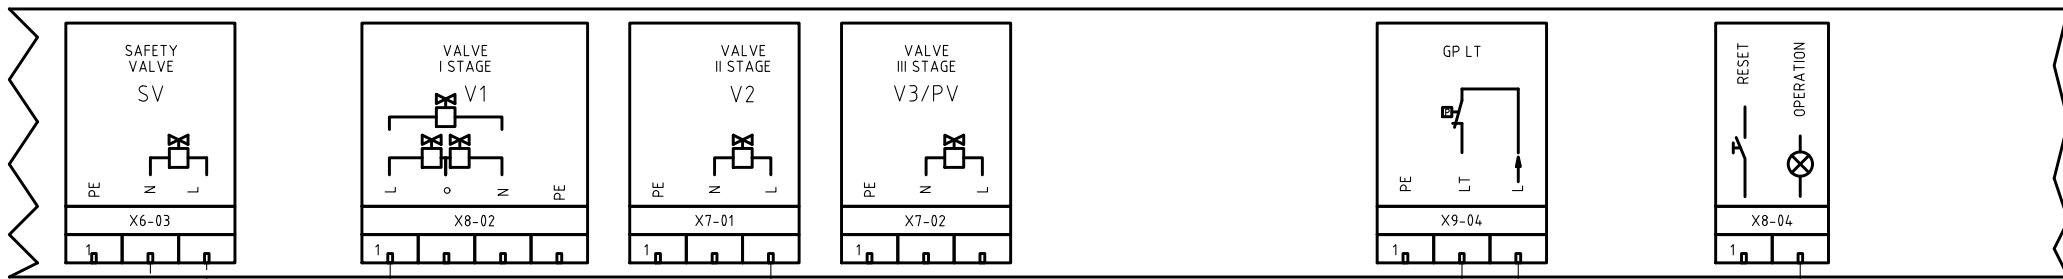 SAFETY
VALVE
SV
PE
N
L
X6-03
1
VALVE
I STAGE
V1
L
o
N
PE
X8-02
1
VALVE
II STAGE
V2
PE
N
L
X7-01
1
VALVE
III STAGE
V3/PV
PE
N
L
X7-02
1
GP LT
P
PE
LT
L
X9-04
1
RESET
OPERATION
X8-04
1